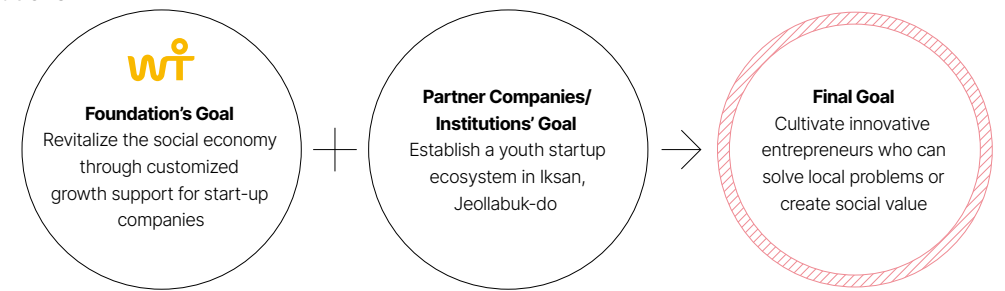 Foundation's Goal
Revitalize the social economy
through customized
growth support for start-up
companies
Partner Companies/
Institutions' Goal
Establish a youth startup
ecosystem in Iksan,
Jeollabuk-do
Final Goal
Cultivate innovative
entrepreneurs who can
solve local problems or
create social value